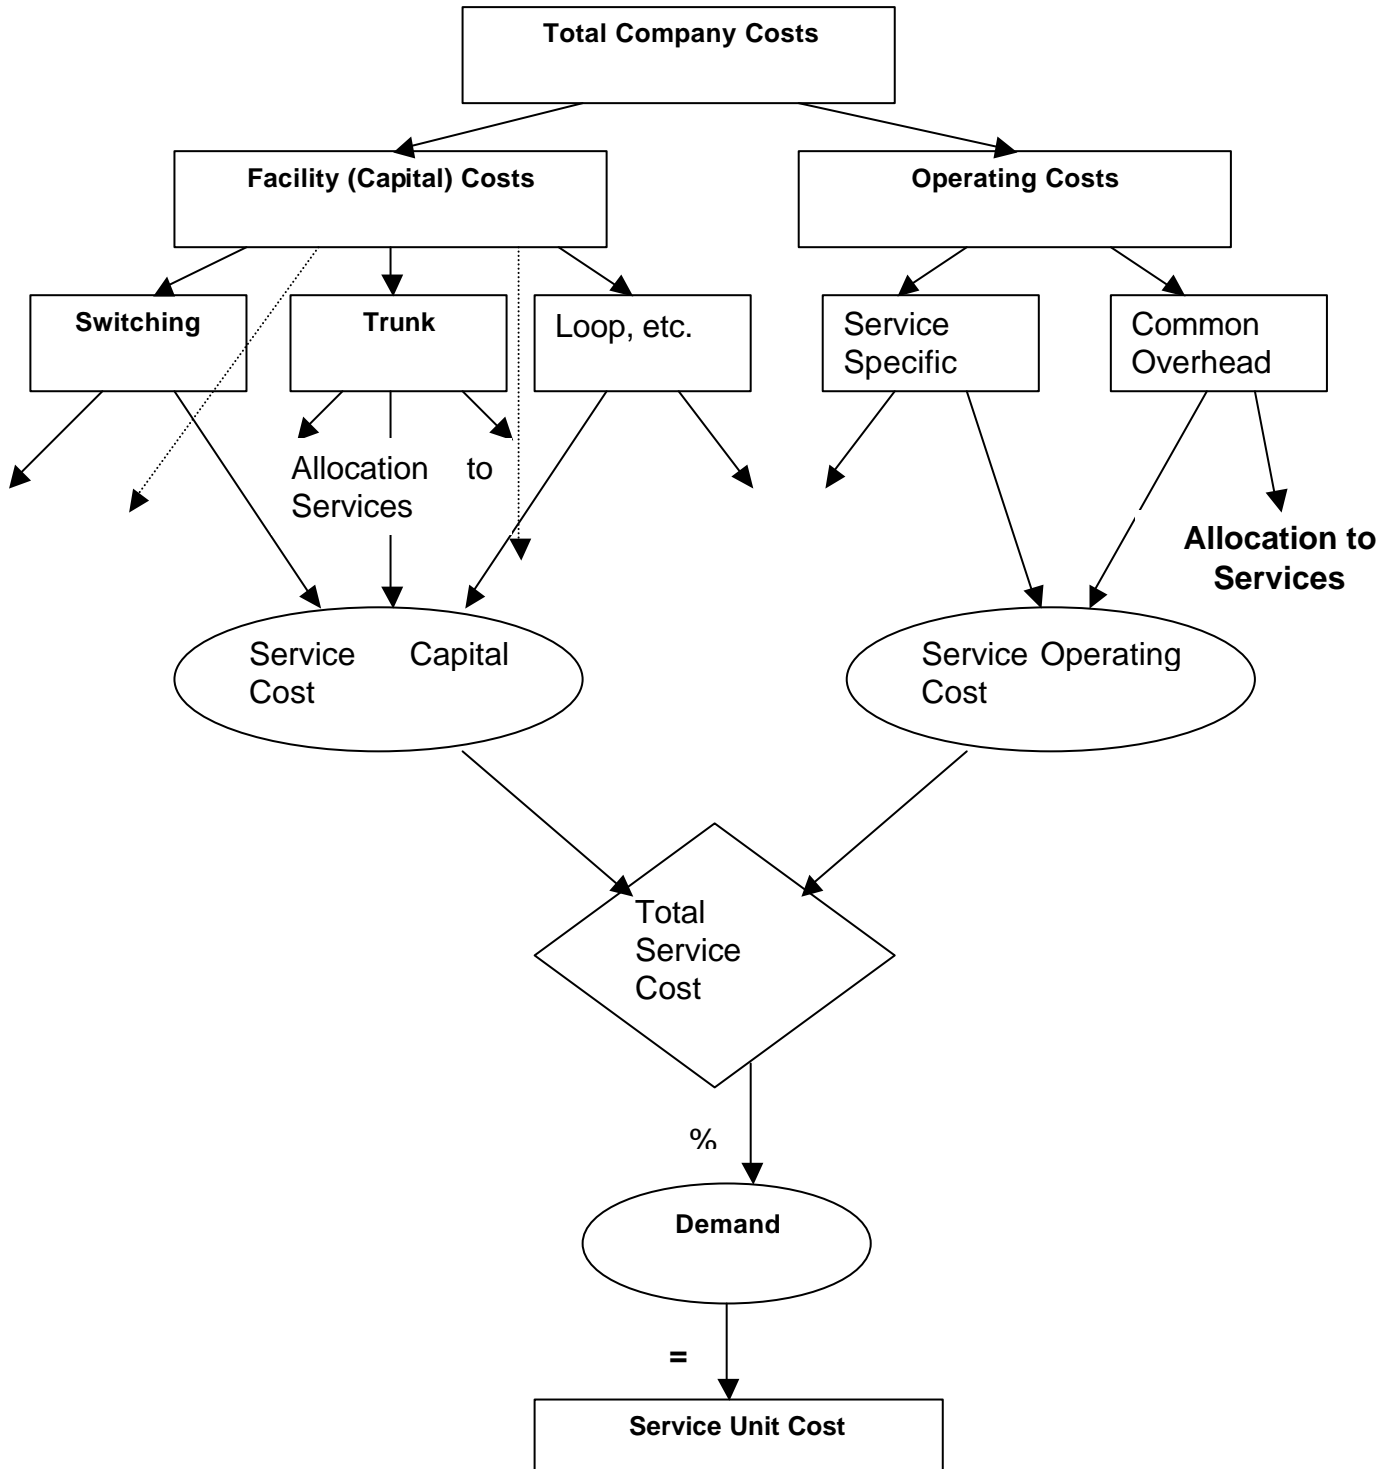 Total Company Costs
Facility (Capital) Costs
Operating Costs
Switching
Trunk
Loop, etc.
Service
Specific
Common
Overhead
Allocation to
Services
Allocation to
Services
Service Capital
Cost
Service Operating
Cost
Total
Service
Cost
%
Demand
=
Service Unit Cost